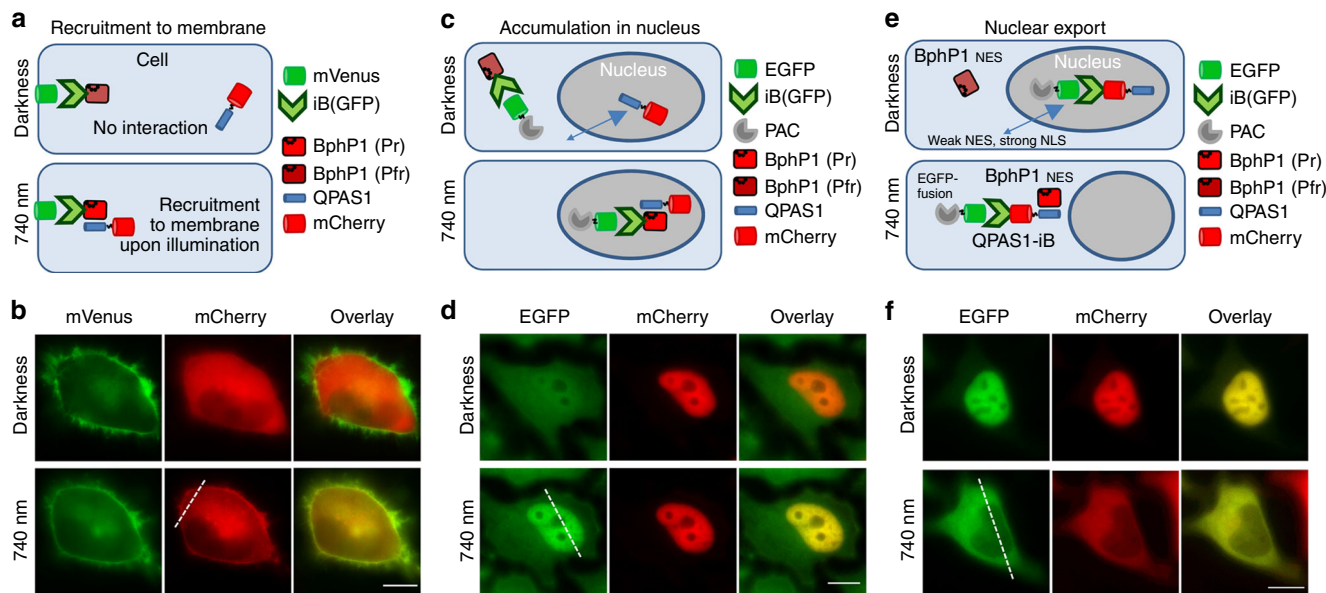 a
Recruitment to membrane
Darkness
Cell
No interaction
740 nm
Recruitment
to membrane
upon illumination
mVenus
iB(GFP)
BphP1 (Pr)
BphP1 (Pfr)
QPAS1
mCherry
b
mVenus
mCherry
Overlay
Darkness
740 nm
c
Accumulation in nucleus
Darkness
Nucleus
740 nm
EGFP
iB(GFP)
PAC
BphP1 (Pr)
BphP1 (Pfr)
QPAS1
mCherry
d
EGFP
mCherry
Overlay
Darkness
740 nm
e
Nuclear export
Darkness
BphP1 NES
Nucleus
Weak NES, strong NLS
740 nm
EGFP-
fusion
BphP1 NES
QPAS1-iB
EGFP
iB(GFP)
PAC
BphP1 (Pr)
BphP1 (Pfr)
QPAS1
mCherry
f
EGFP
mCherry
Overlay
Darkness
740 nm